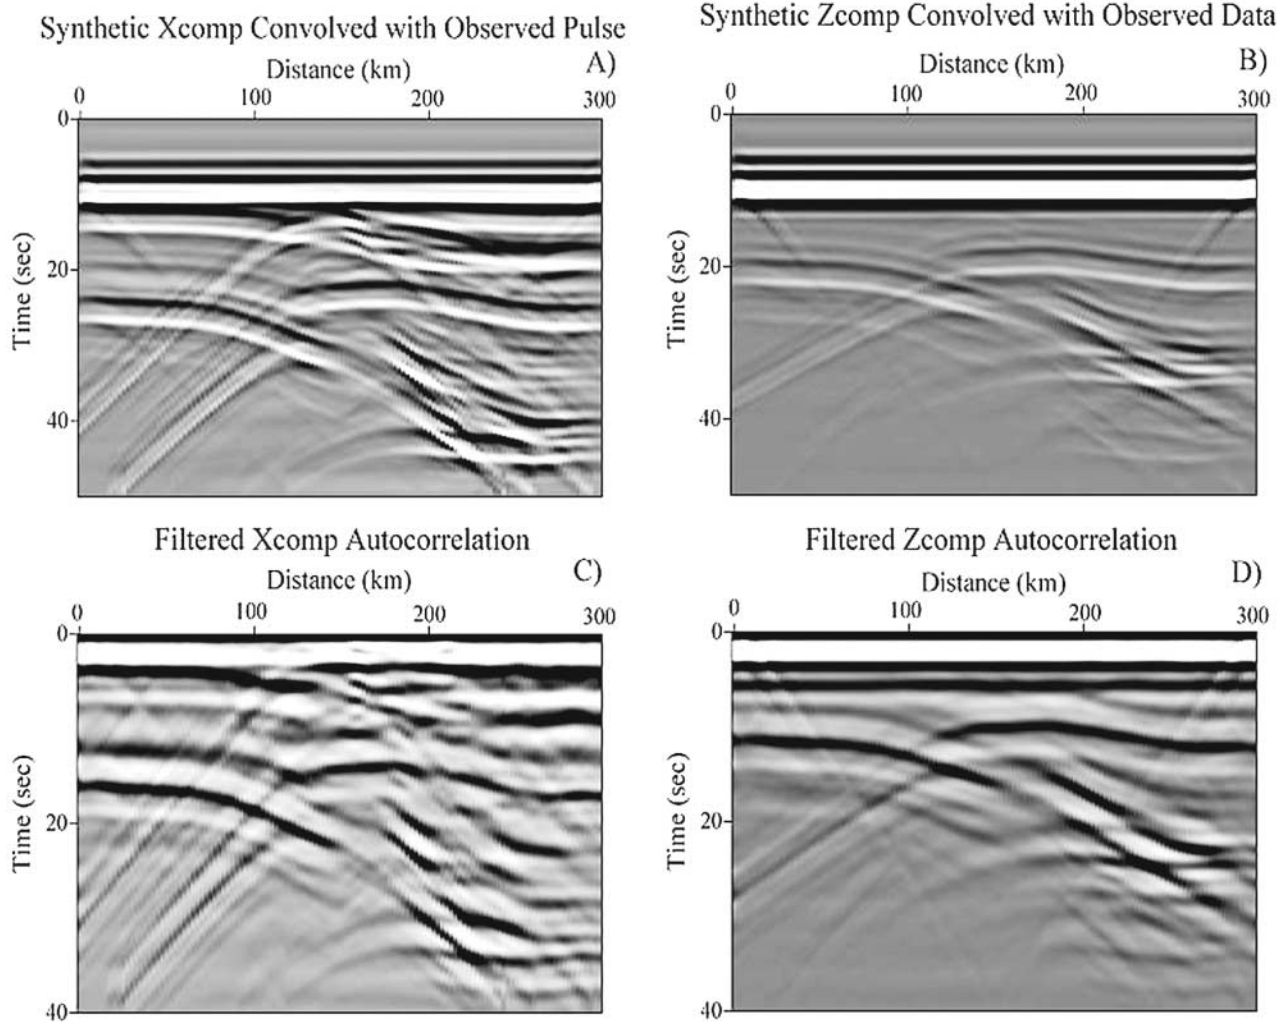 Synthetic Xcomp Convolved with Observed Pulse
A)
Distance (km)
0 100 200 300
0
20
40
Time (sec)
Synthetic Zcomp Convolved with Observed Data
B)
Distance (km)
0 100 200 300
0
20
40
Time (sec)
Filtered Xcomp Autocorrelation
C)
Distance (km)
0 100 200 300
0
20
40
Time (sec)
Filtered Zcomp Autocorrelation
D)
Distance (km)
0 100 200 300
0
20
40
Time (sec)